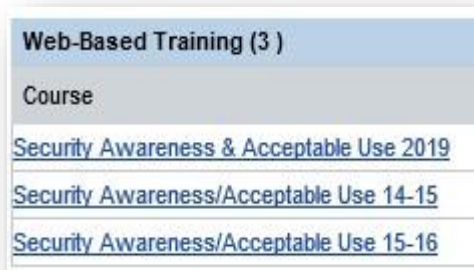 Web-Based Training (3 )
Course
Security Awareness & Acceptable Use 2019
Security Awareness/Acceptable Use 14-15
Security Awareness/Acceptable Use 15-16